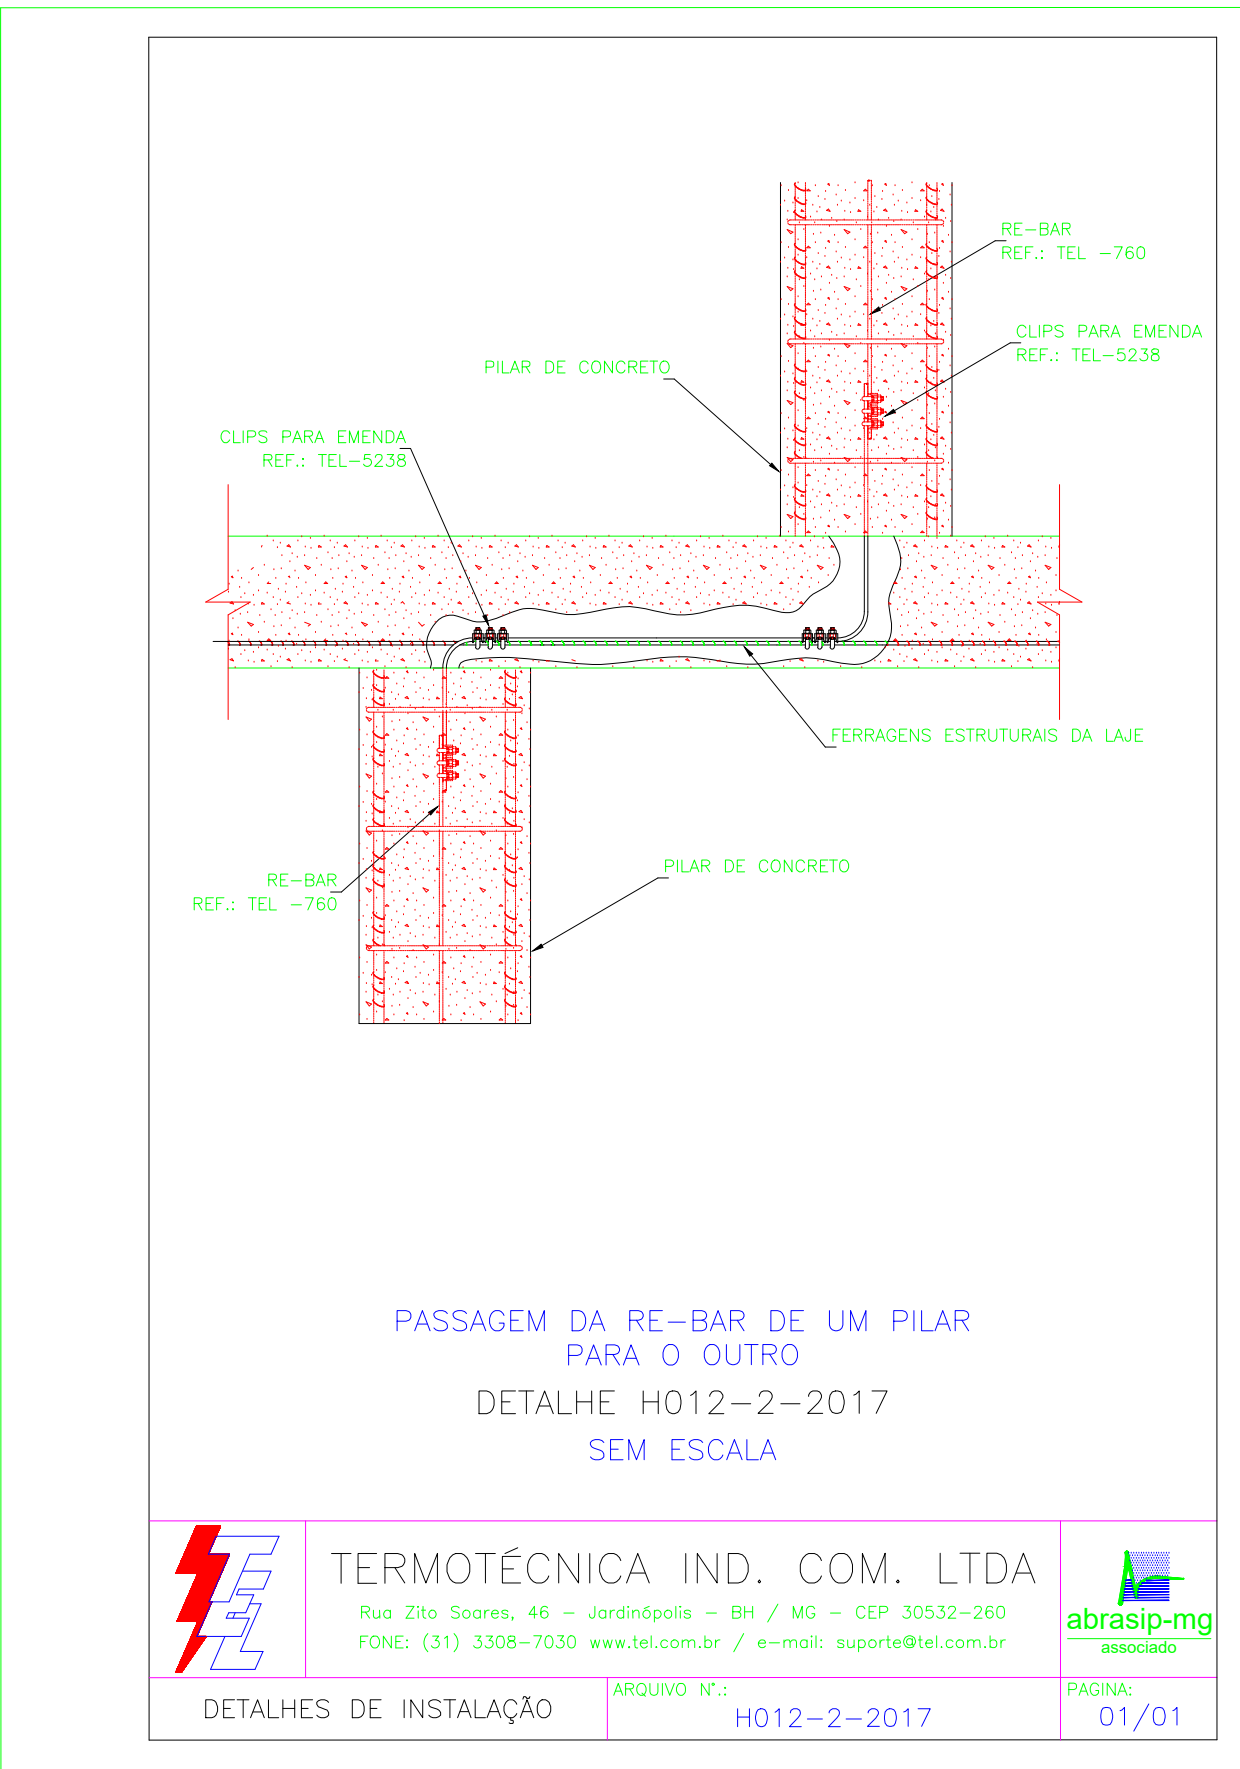 RE-BAR
REF.: TEL -760
CLIPS PARA EMENDA
REF.: TEL-5238
PILAR DE CONCRETO
CLIPS PARA EMENDA
REF.: TEL-5238
FERRAGENS ESTRUTURAIS DA LAJE
PILAR DE CONCRETO
RE-BAR
REF.: TEL -760
PASSAGEM DA RE-BAR DE UM PILAR
PARA O OUTRO
DETALHE H012-2-2017
SEM ESCALA
TEL
TERMOTÉCNICA IND. COM. LTDA
Rua Zito Soares, 46 - Jardinópolis - BH / MG - CEP 30532-260
FONE: (31) 3308-7030 www.tel.com.br / e-mail: suporte@tel.com.br
abrasip-mg
associado
DETALHES DE INSTALAÇÃO
ARQUIVO N°.:
H012-2-2017
PAGINA:
01/01